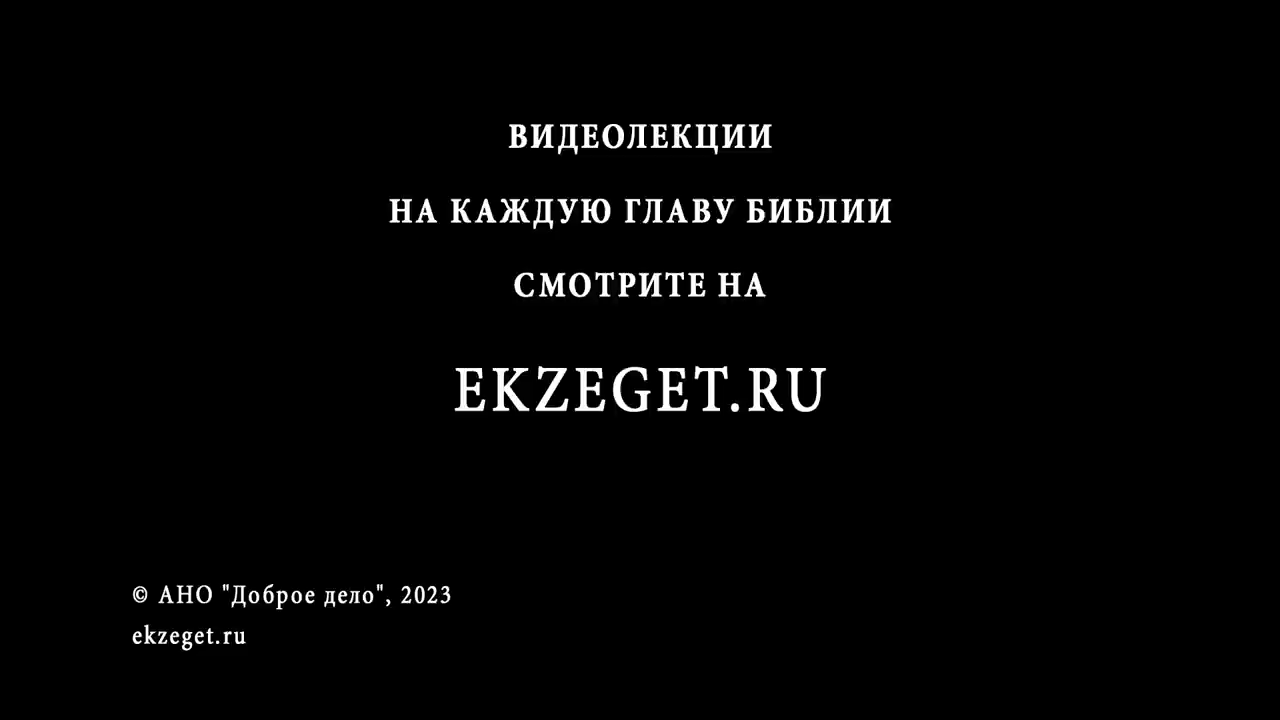 ВИДЕОЛЕКЦИИ
НА КАЖДУЮ ГЛАВУ БИБЛИИ
СМОТРИТЕ НА
EKZEGET.RU
© АНО "Доброе дело", 2023
ekzeget.ru